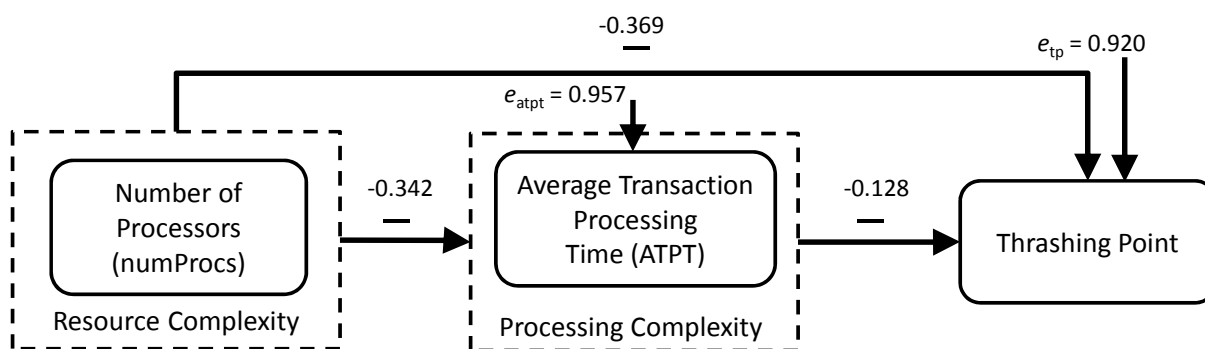 -0.369
e_tp = 0.920
e_atpt = 0.957
Number of
Processors
(numProcs)
Resource Complexity
-0.342
Average Transaction
Processing
Time (ATPT)
Processing Complexity
-0.128
Thrashing Point